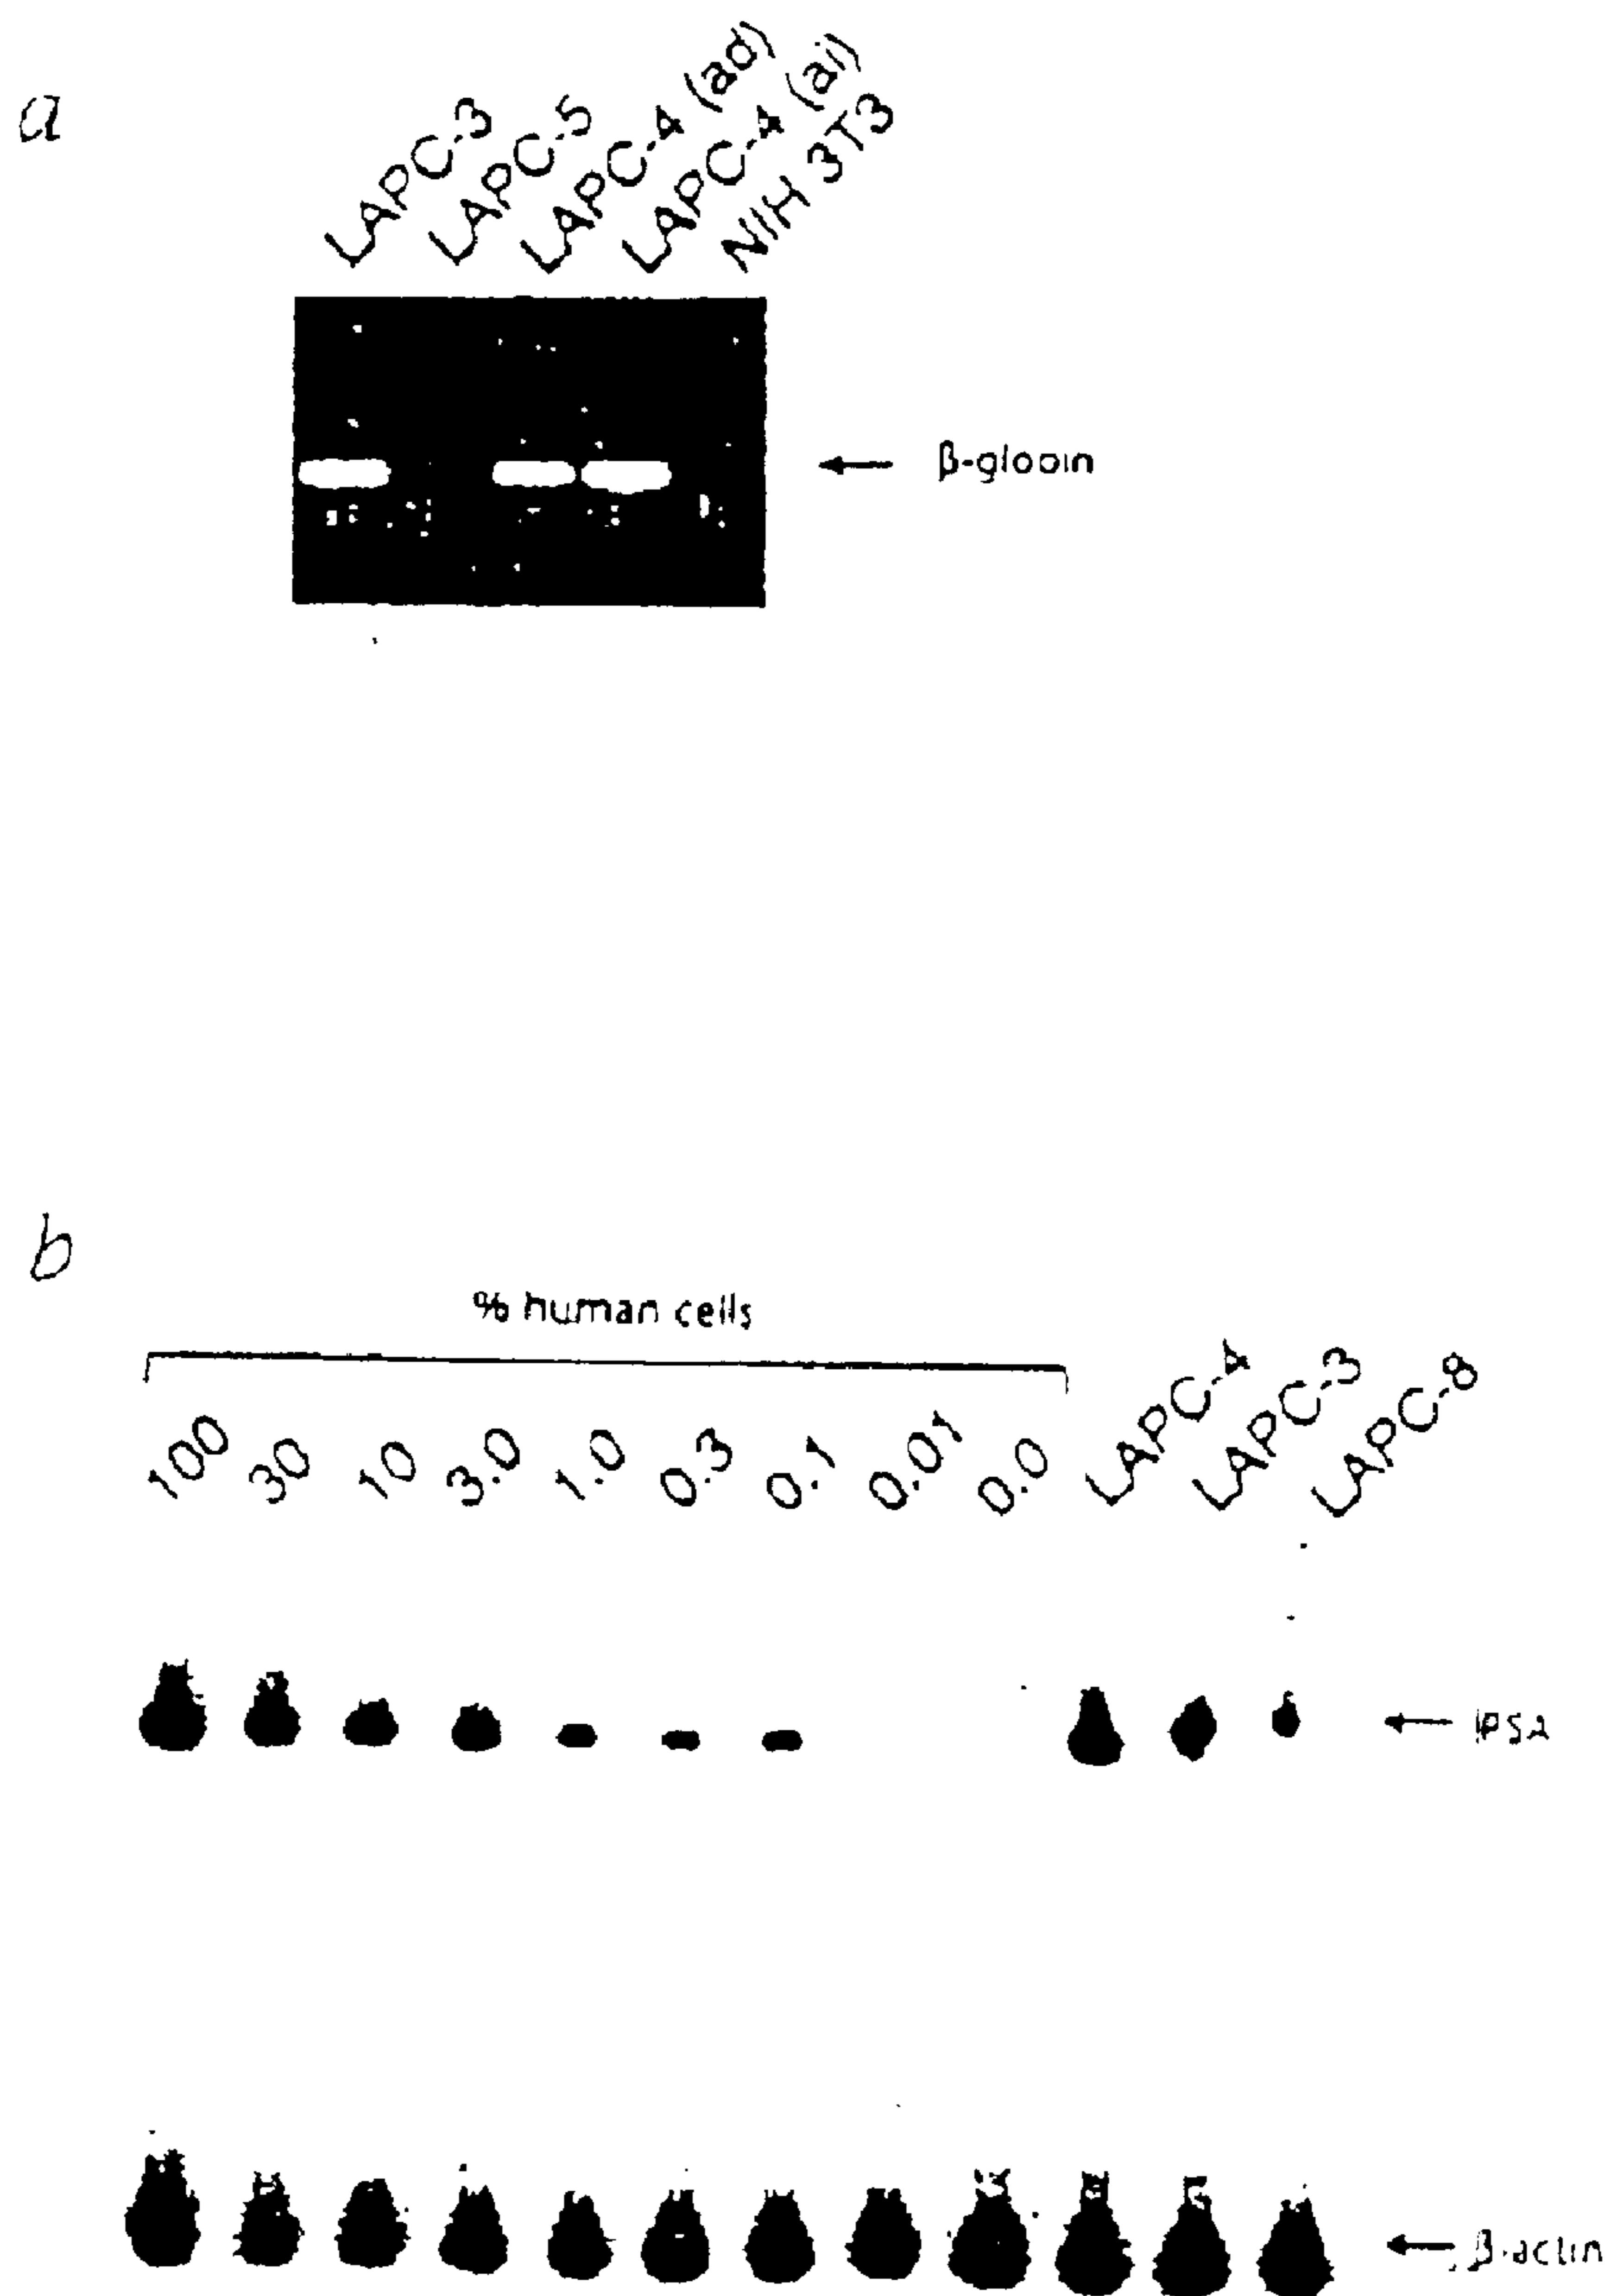 a
LAPC-3
LAPC-5
LAPC-4 (ad)
LAPC-4 (ai)
NIH 3T3
β-glooin
b
% human cells
100
30
10
3.0
1.0
0.3
0.1
0.01
0.0
LAPC-4
LAPC-3
LAPC-8
β-actin